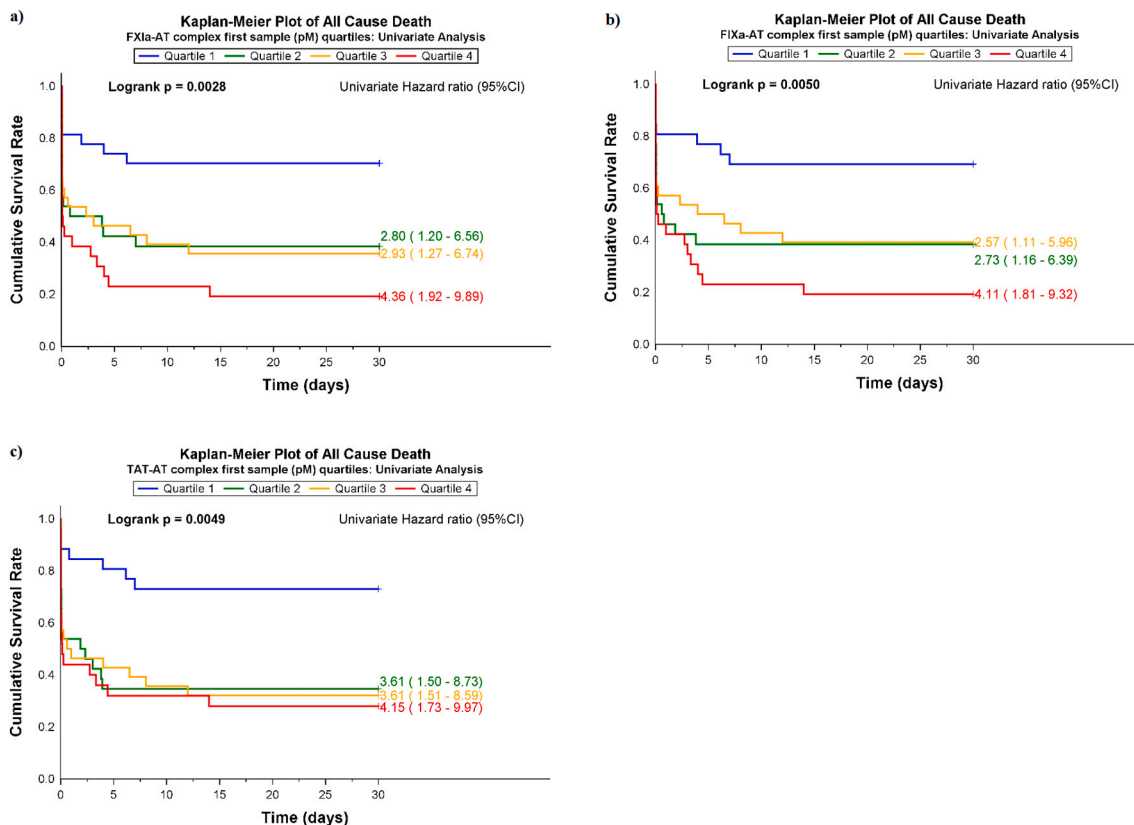 a)
Kaplan-Meier Plot of All Cause Death
FXIa-AT complex first sample (pM) quartiles: Univariate Analysis
Quartile 1 Quartile 2 Quartile 3 Quartile 4
Logrank p = 0.0028 Univariate Hazard ratio (95%CI)
Cumulative Survival Rate
1.0
0.8
0.6
0.4
0.2
0.0
2.80 ( 1.20 - 6.56)
2.93 ( 1.27 - 6.74)
4.36 ( 1.92 - 9.89)
0 5 10 15 20 25 30
Time (days)
b)
Kaplan-Meier Plot of All Cause Death
FIXa-AT complex first sample (pM) quartiles: Univariate Analysis
Quartile 1 Quartile 2 Quartile 3 Quartile 4
Logrank p = 0.0050 Univariate Hazard ratio (95%CI)
Cumulative Survival Rate
1.0
0.8
0.6
0.4
0.2
0.0
2.57 ( 1.11 - 5.96)
2.73 ( 1.16 - 6.39)
4.11 ( 1.81 - 9.32)
0 5 10 15 20 25 30
Time (days)
c)
Kaplan-Meier Plot of All Cause Death
TAT-AT complex first sample (pM) quartiles: Univariate Analysis
Quartile 1 Quartile 2 Quartile 3 Quartile 4
Logrank p = 0.0049 Univariate Hazard ratio (95%CI)
Cumulative Survival Rate
1.0
0.8
0.6
0.4
0.2
0.0
3.61 ( 1.50 - 8.73)
3.61 ( 1.51 - 8.59)
4.15 ( 1.73 - 9.97)
0 5 10 15 20 25 30
Time (days)